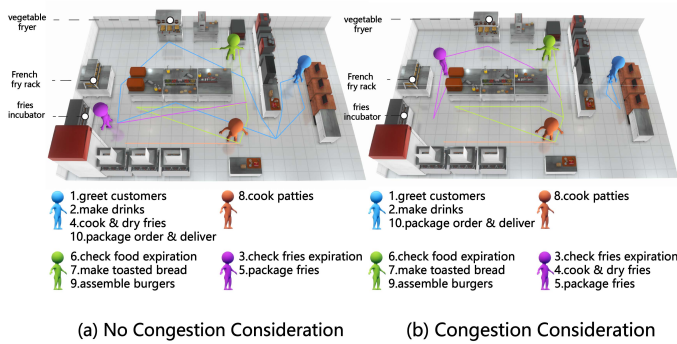 vegetable
fryer
French
fry rack
fries
incubator
1.greet customers
2.make drinks
4.cook & dry fries
10.package order & deliver
8.cook patties
6.check food expiration
7.make toasted bread
9.assemble burgers
3.check fries expiration
5.package fries
(a) No Congestion Consideration
vegetable
fryer
French
fry rack
fries
incubator
1.greet customers
2.make drinks
10.package order & deliver
8.cook patties
6.check food expiration
7.make toasted bread
9.assemble burgers
3.check fries expiration
4.cook & dry fries
5.package fries
(b) Congestion Consideration